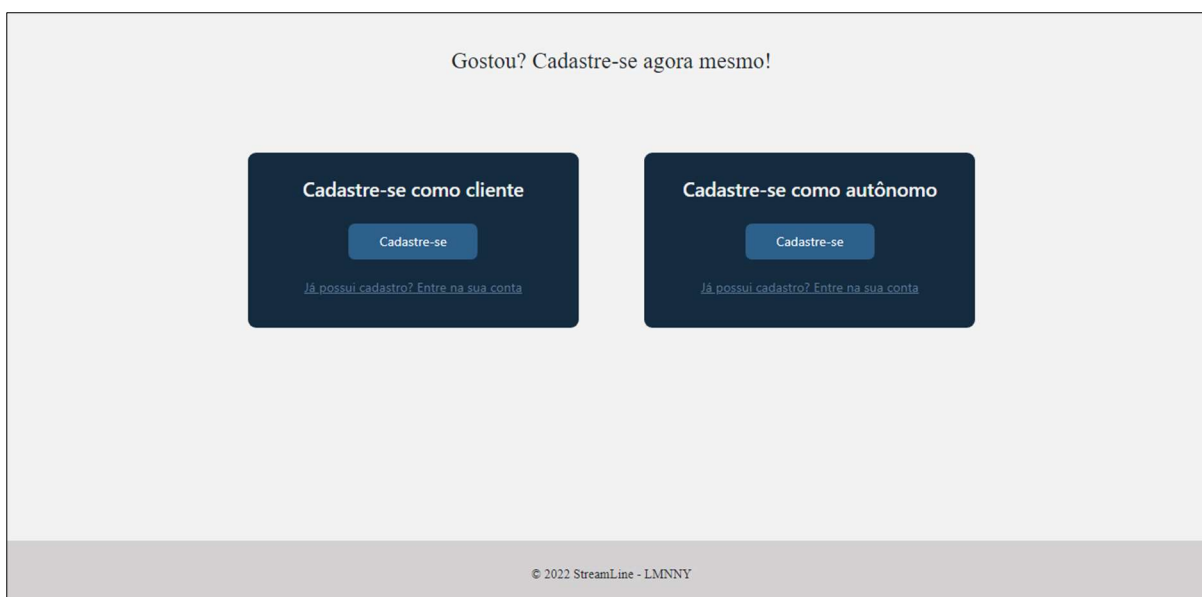 Gostou? Cadastre-se agora mesmo!
Cadastre-se como cliente
Cadastre-se
Já possui cadastro? Entre na sua conta
Cadastre-se como autônomo
Cadastre-se
Já possui cadastro? Entre na sua conta
© 2022 StreamLine - LMNNY